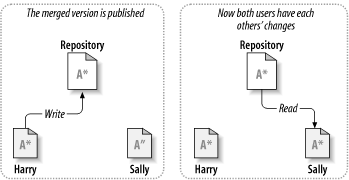 The merged version is published
Repository
A*
Write
A*
A"
Harry
Sally
Now both users have each
others' changes
Repository
A*
Read
A*
A*
Harry
Sally